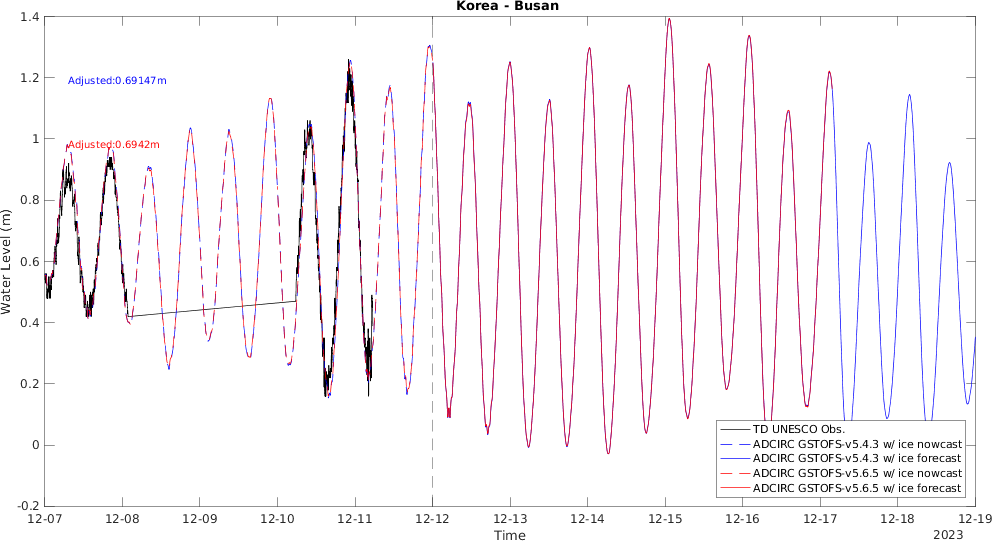 Korea - Busan
1.4
1.2
1
0.8
0.6
0.4
0.2
0
-0.2
Water Level (m)
Adjusted:0.69147m
Adjusted:0.6942m
TD UNESCO Obs.
ADCIRC GSTOFS-v5.4.3 w/ ice nowcast
ADCIRC GSTOFS-v5.4.3 w/ ice forecast
ADCIRC GSTOFS-v5.6.5 w/ ice nowcast
ADCIRC GSTOFS-v5.6.5 w/ ice forecast
12-07 12-08 12-09 12-10 12-11 12-12 12-13 12-14 12-15 12-16 12-17 12-18 12-19
Time
2023